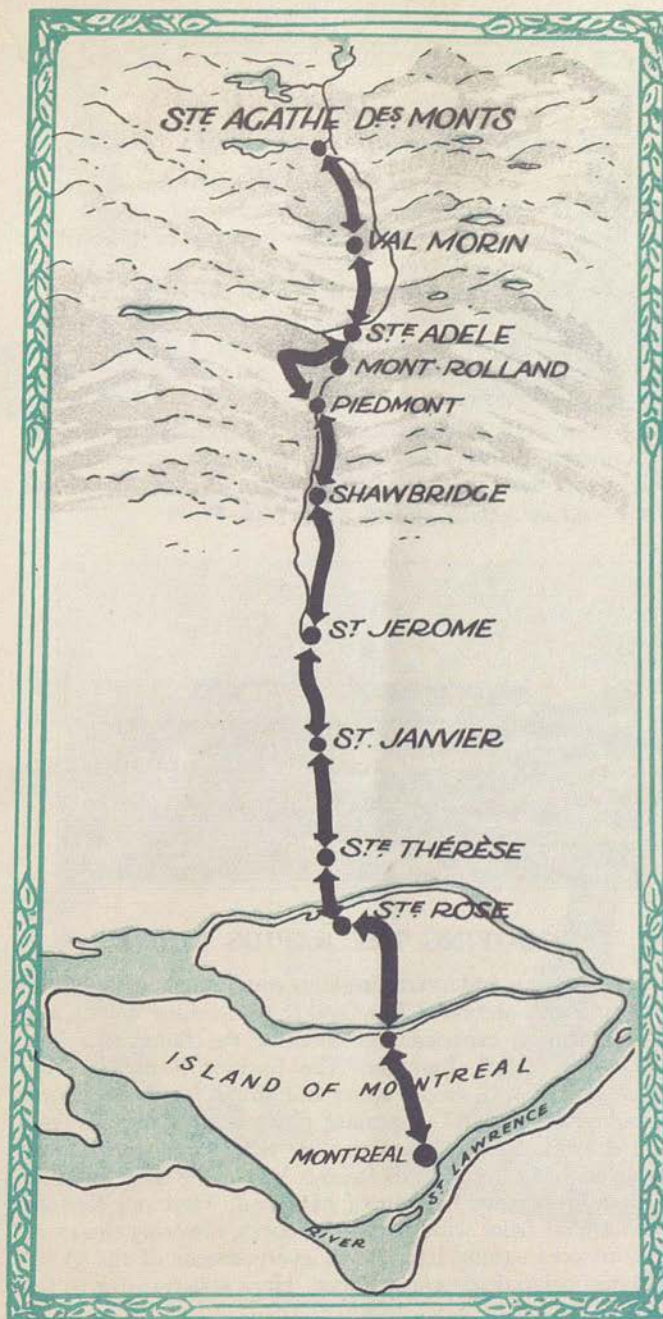 STE AGATHE DES MONTS
VAL MORIN
STE ADELE
MONT-ROLLAND
PIEDMONT
SHAWBRIDGE
ST JEROME
ST. JANVIER
STE THÉRÈSE
STE ROSE
ISLAND OF MONTREAL
MONTREAL
ST LAWRENCE
RIVER